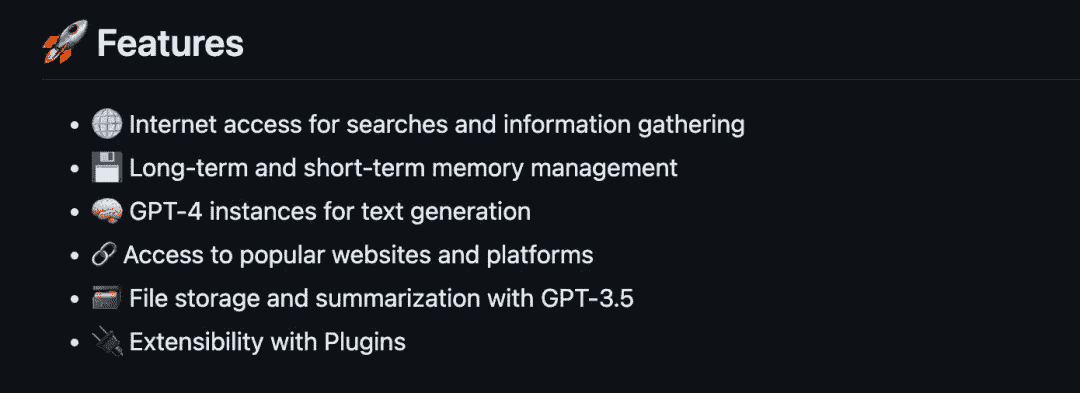 🚀 Features
• 🌐 Internet access for searches and information gathering
• 💾 Long-term and short-term memory management
• 🧠 GPT-4 instances for text generation
• 🔗 Access to popular websites and platforms
• 🗃️ File storage and summarization with GPT-3.5
• 🔌 Extensibility with Plugins